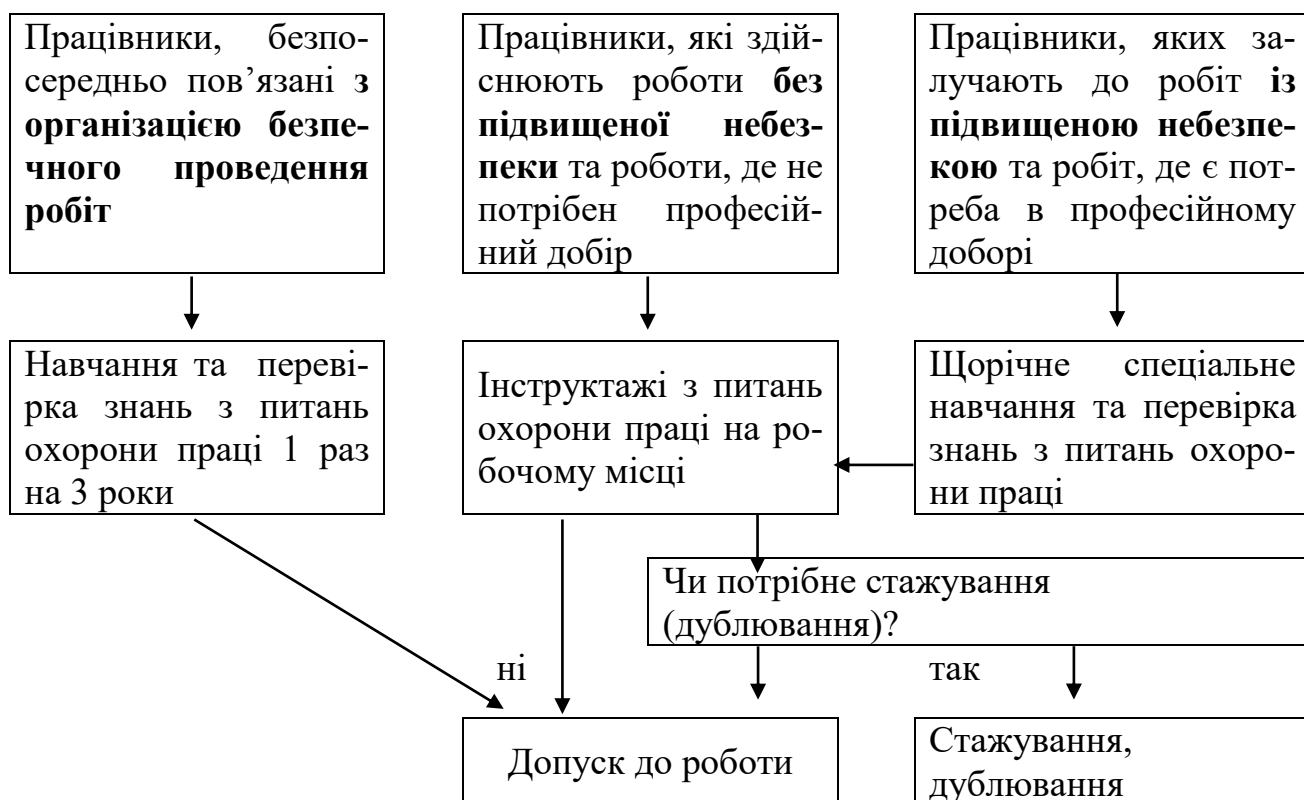 Працівники, безпо-
середньо пов’язані з
організацією безпе-
чного проведення
робіт
Працівники, які здій-
снюють роботи без
підвищеної небез-
пеки та роботи, де не
потрібен професій-
ний добір
Працівники, яких за-
лучають до робіт із
підвищеною небезпе-
кою та робіт, де є пот-
реба в професійному
доборі
Навчання та переві-
рка знань з питань
охорони праці 1 раз
на 3 роки
Інструктажі з питань
охорони праці на ро-
бочому місці
Щорічне спеціальне
навчання та перевірка
знань з питань охоро-
ни праці
Чи потрібне стажування
(дублювання)?
ні
так
Допуск до роботи
Стажування,
дублювання